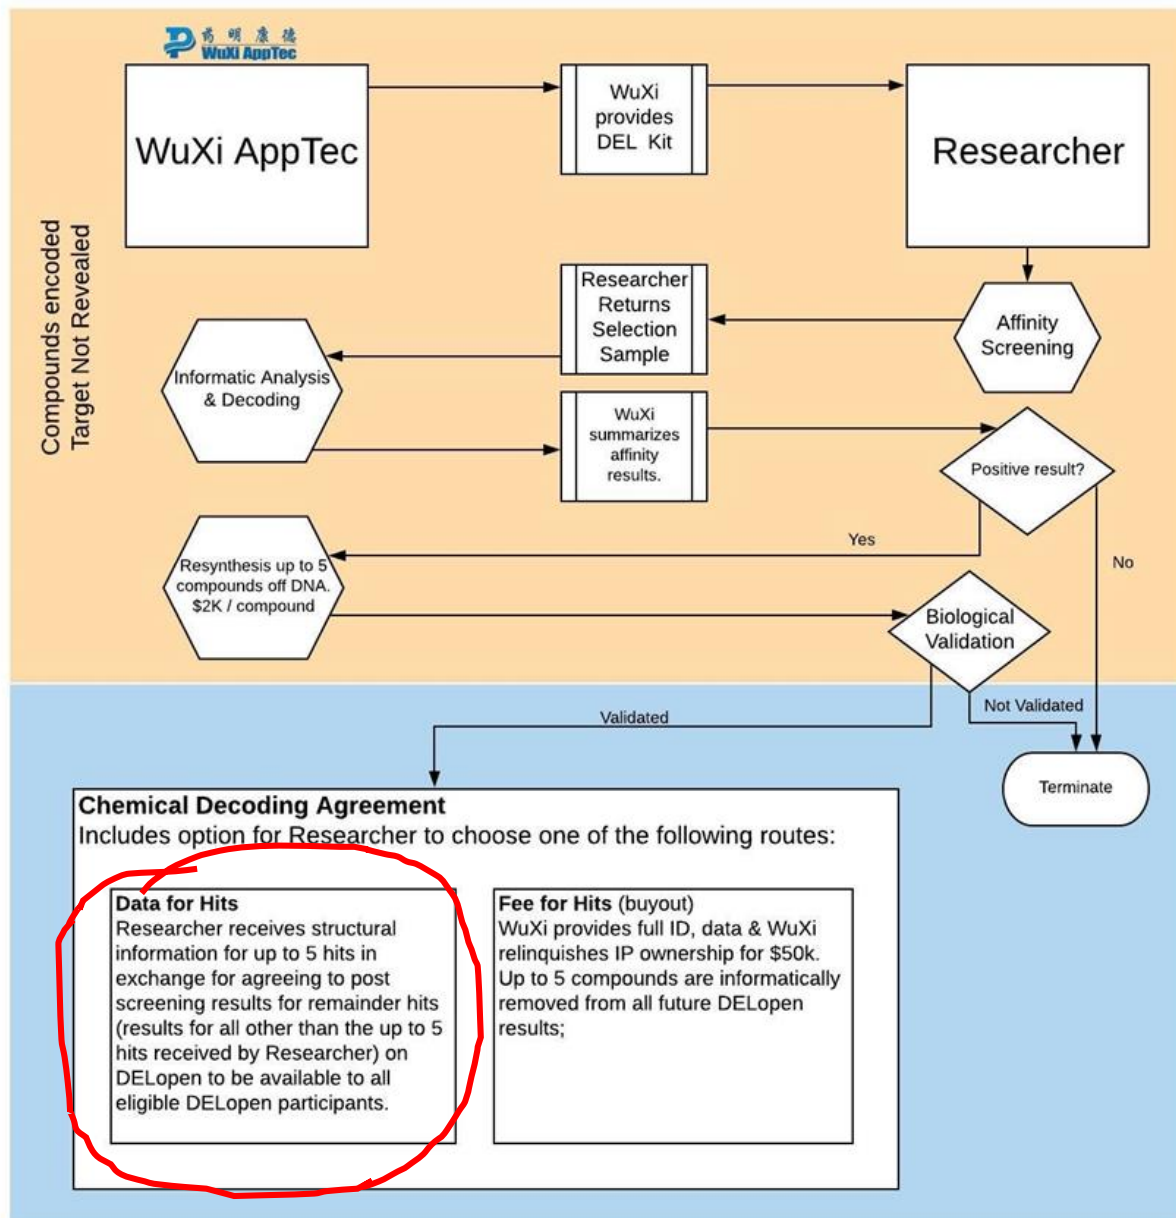 药明康德
WuXi AppTec
WuXi AppTec
WuXi
provides
DEL Kit
Researcher
Compounds encoded
Target Not Revealed
Researcher
Returns
Selection
Sample
Affinity
Screening
Informatic Analysis
& Decoding
WuXi
summarizes
affinity
results.
Positive result?
Yes
No
Resynthesis up to 5
compounds off DNA.
$2K / compound
Biological
Validation
Validated
Not Validated
Terminate
Chemical Decoding Agreement
Includes option for Researcher to choose one of the following routes:
Data for Hits
Researcher receives structural
information for up to 5 hits in
exchange for agreeing to post
screening results for remainder hits
(results for all other than the up to 5
hits received by Researcher) on
DELopen to be available to all
eligible DELopen participants.
Fee for Hits (buyout)
WuXi provides full ID, data & WuXi
relinquishes IP ownership for $50k.
Up to 5 compounds are informatically
removed from all future DELopen
results;